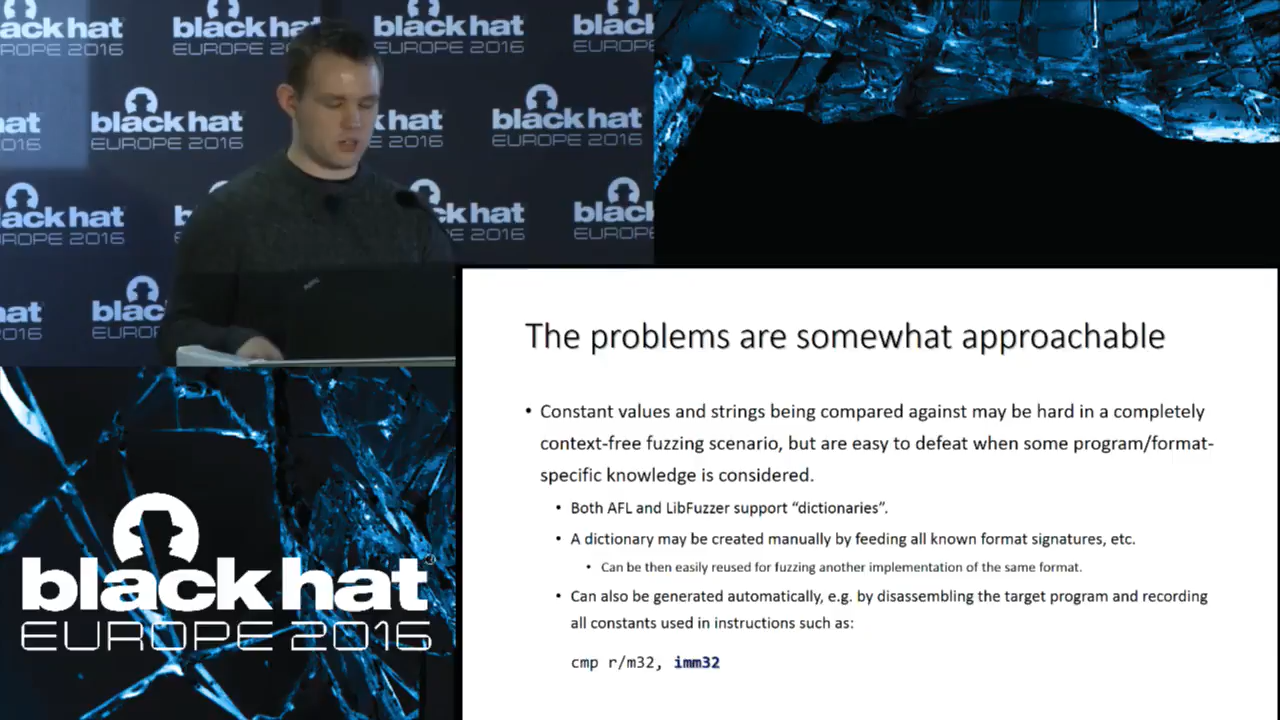 black hat
EUROPE 2016
black hat
EUROPE 2016
black hat
EUROPE 2016
The problems are somewhat approachable
• Constant values and strings being compared against may be hard in a completely
context-free fuzzing scenario, but are easy to defeat when some program/format-
specific knowledge is considered.
• Both AFL and LibFuzzer support “dictionaries”.
• A dictionary may be created manually by feeding all known format signatures, etc.
• Can be then easily reused for fuzzing another implementation of the same format.
• Can also be generated automatically, e.g. by disassembling the target program and recording
all constants used in instructions such as:
cmp r/m32, imm32
black hat
EUROPE 2016